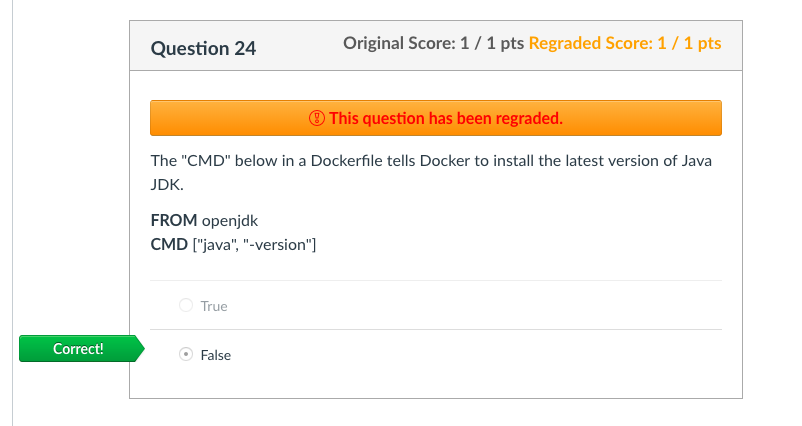 Question 24
Original Score: 1 / 1 pts Regraded Score: 1 / 1 pts
This question has been regraded.
The "CMD" below in a Dockerfile tells Docker to install the latest version of Java
JDK.
FROM openjdk
CMD ["java", "-version"]
True
Correct!
False